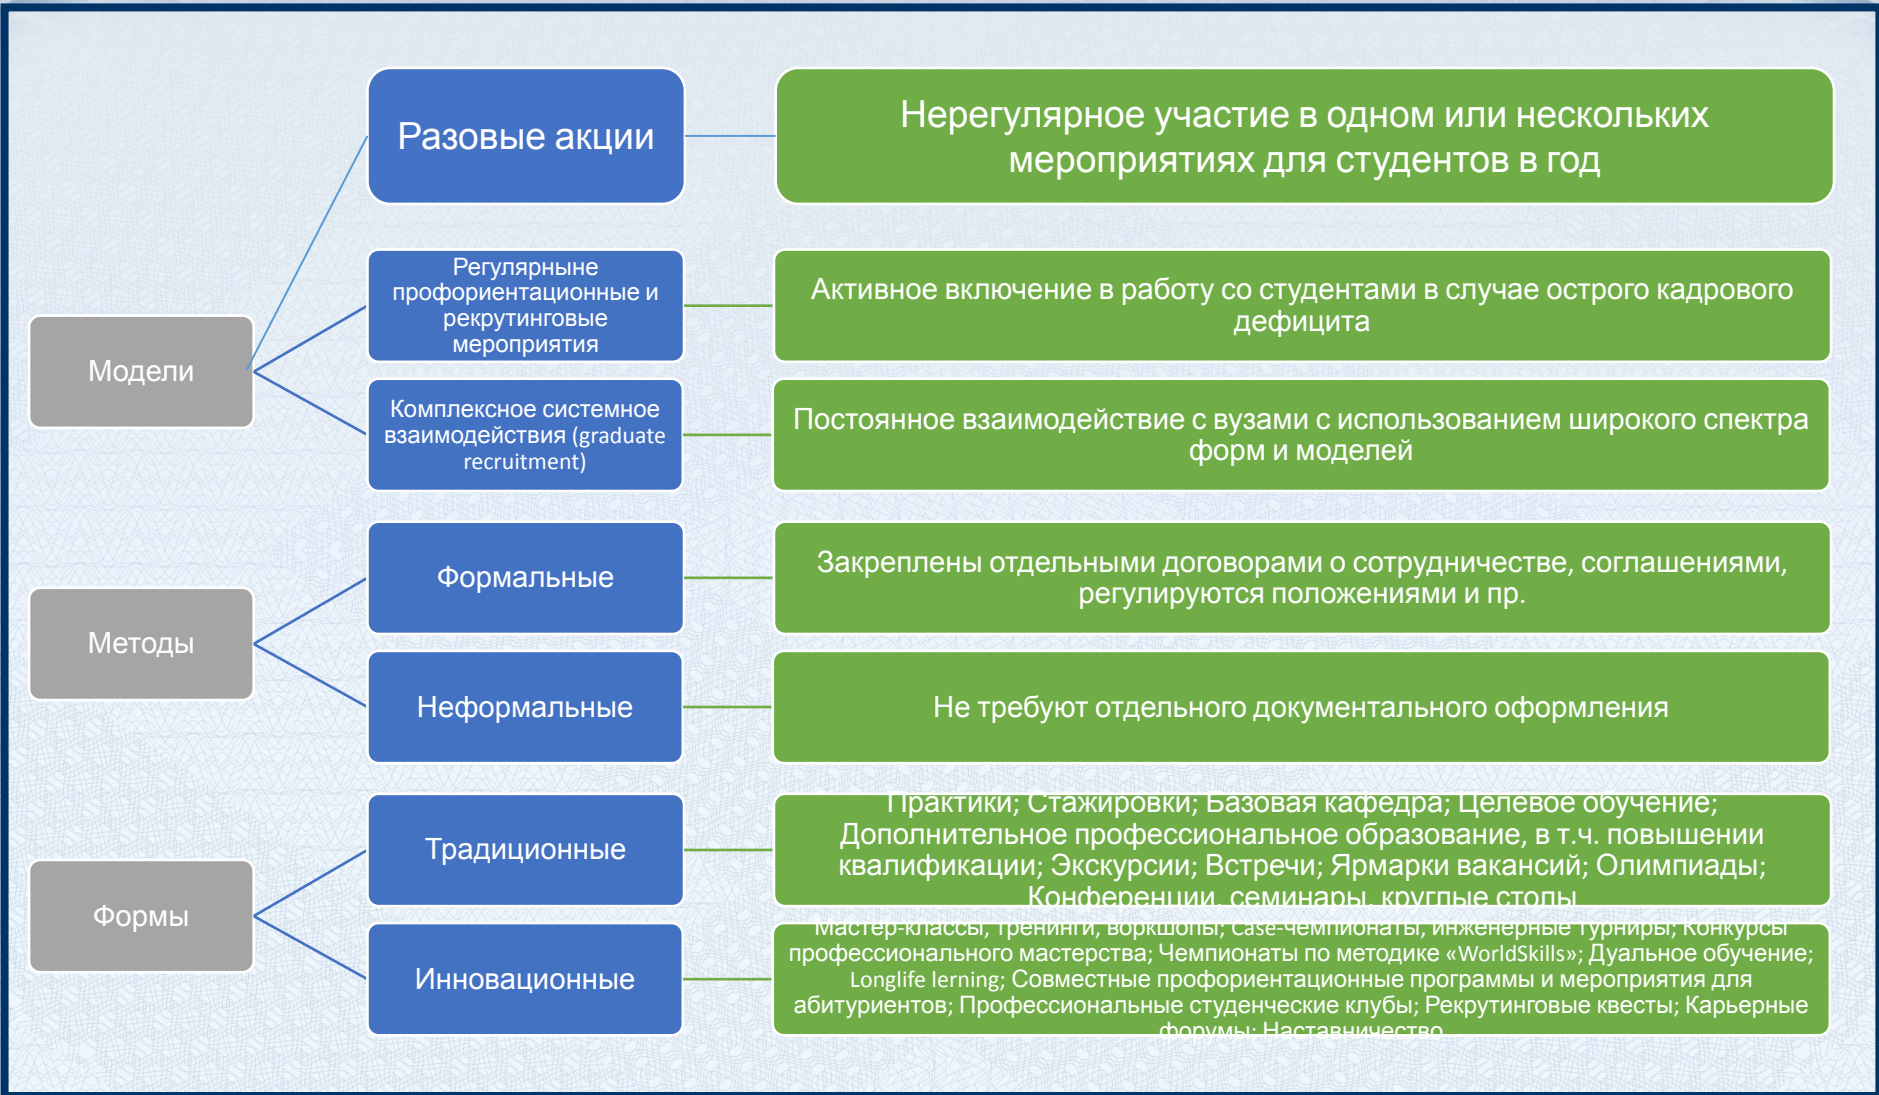 Разовые акции
Нерегулярное участие в одном или нескольких
мероприятиях для студентов в год
Модели
Регулярныне
профориентационные и
рекрутинговые
мероприятия
Активное включение в работу со студентами в случае острого кадрового
дефицита
Комплексное системное
взаимодействия (graduate
recruitment)
Постоянное взаимодействие с вузами с использованием широкого спектра
форм и моделей
Методы
Формальные
Закреплены отдельными договорами о сотрудничестве, соглашениями,
регулируются положениями и пр.
Неформальные
Не требуют отдельного документального оформления
Формы
Традиционные
Практики; Стажировки; Базовая кафедра; Целевое обучение;
Дополнительное профессиональное образование, в т.ч. повышении
квалификации; Экскурсии; Встречи; Ярмарки вакансий; Олимпиады;
Конференции, семинары, круглые столы
Инновационные
Мастер-классы, тренинги, воркшопы; Case-чемпионаты, инженерные турниры; Конкурсы
профессионального мастерства; Чемпионаты по методике «WorldSkills»; Дуальное обучение;
Longlife lerning; Совместные профориентационные программы и мероприятия для
абитуриентов; Профессиональные студенческие клубы; Рекрутинговые квесты; Карьерные
форумы; Наставничество